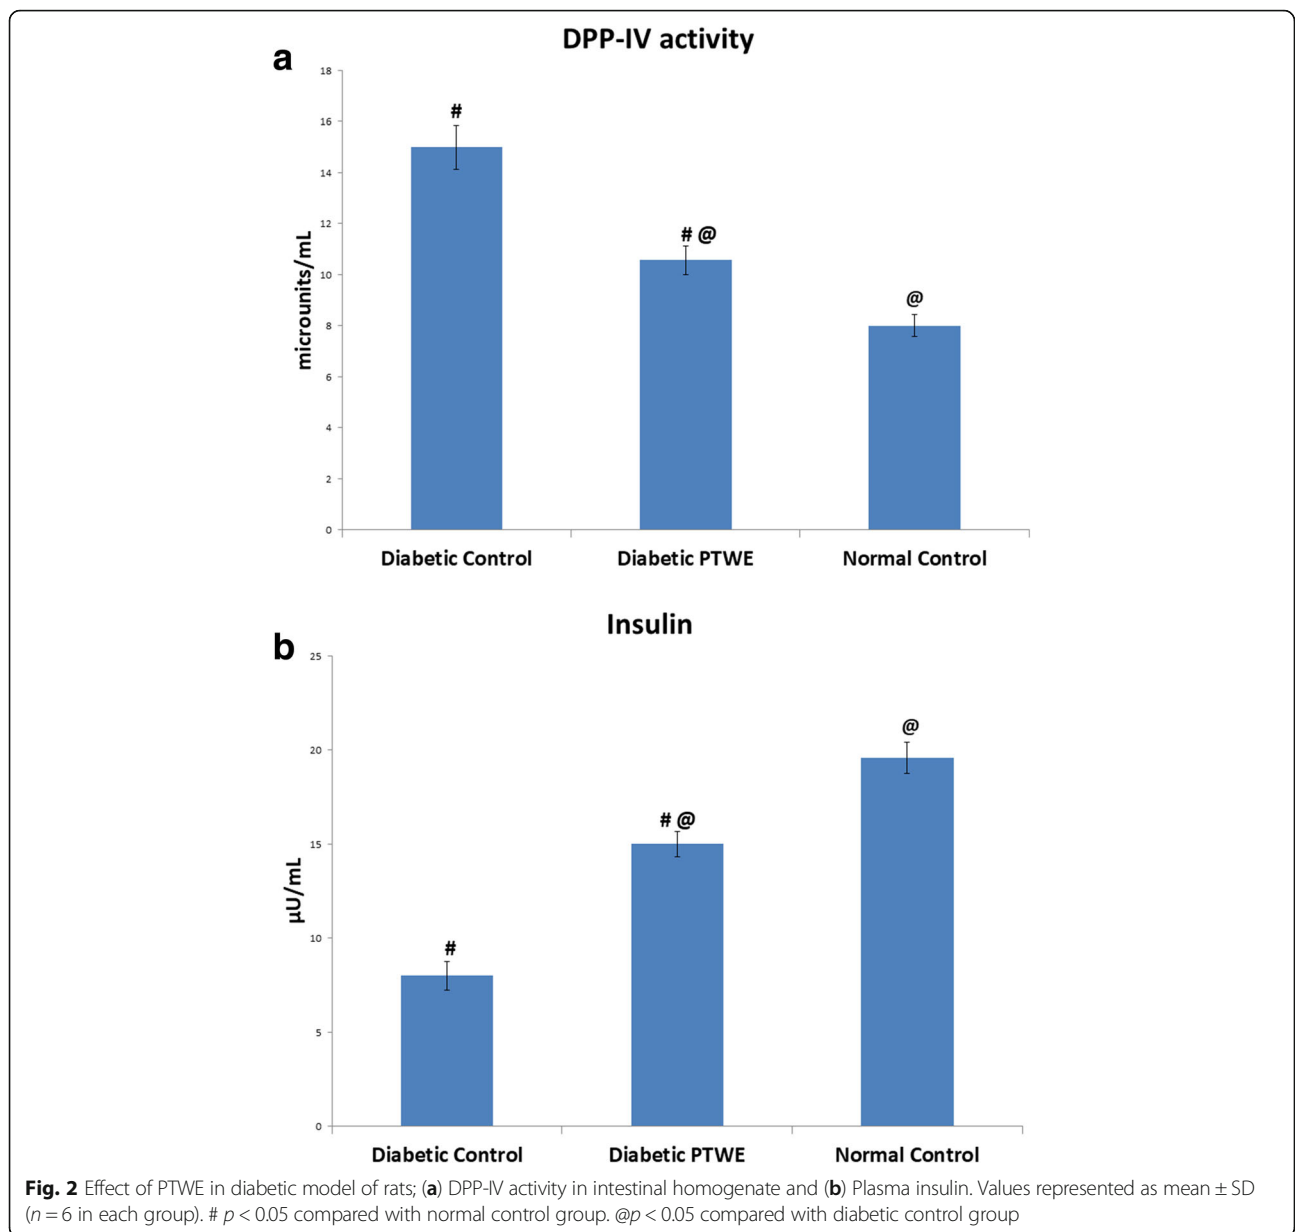 a
DPP-IV activity
microunits/mL
18
16
14
12
10
8
6
4
2
0
#
# @
@
Diabetic Control
Diabetic PTWE
Normal Control
b
Insulin
µU/mL
25
20
15
10
5
0
#
# @
@
Diabetic Control
Diabetic PTWE
Normal Control
Fig. 2 Effect of PTWE in diabetic model of rats; (a) DPP-IV activity in intestinal homogenate and (b) Plasma insulin. Values represented as mean ± SD
(n = 6 in each group). # p < 0.05 compared with normal control group. @p < 0.05 compared with diabetic control group